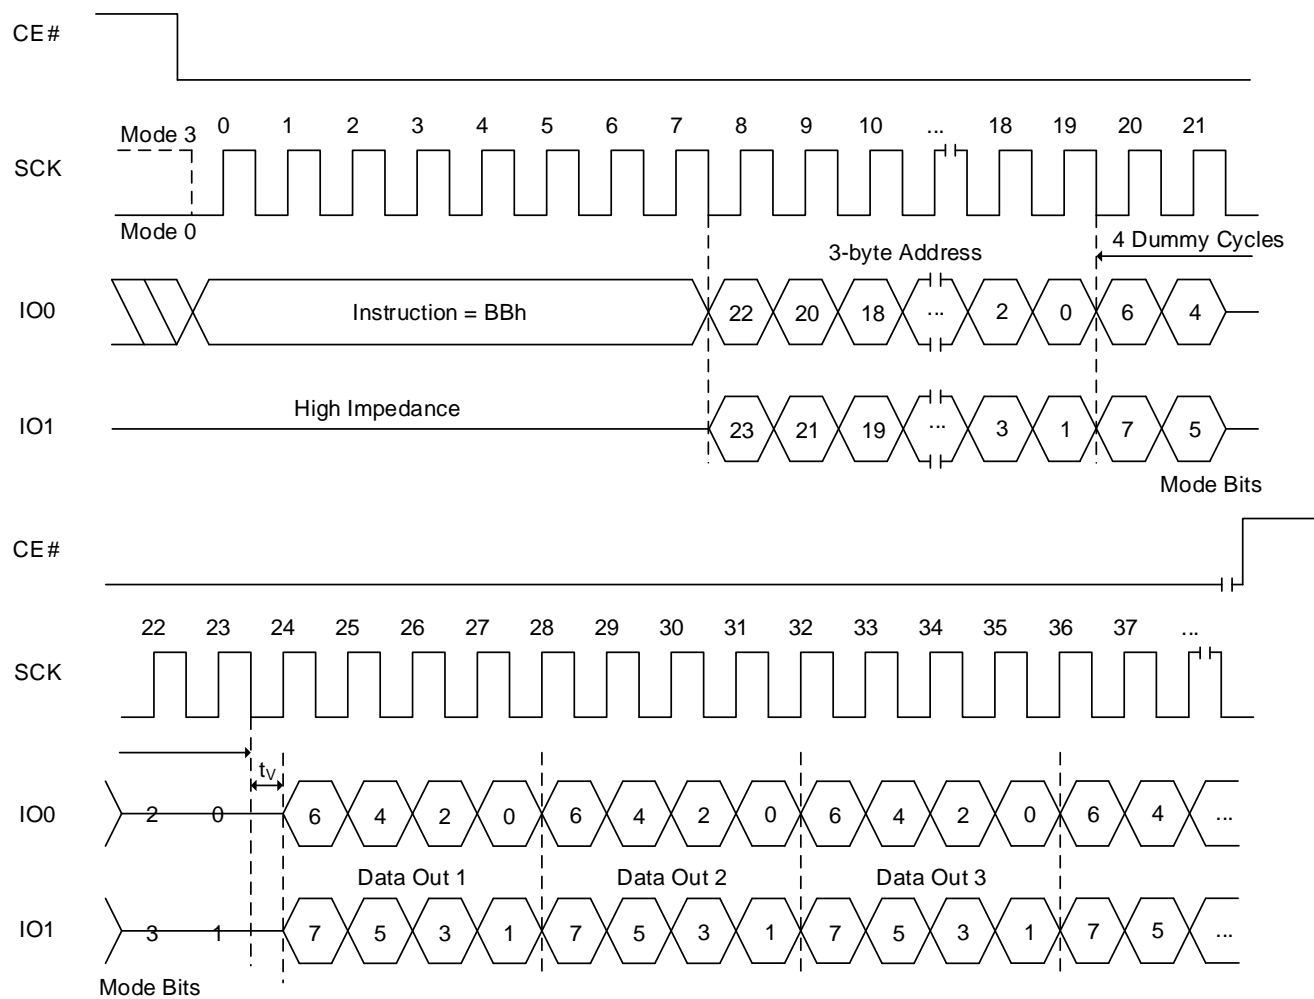 CE#
Mode 3 0 1 2 3 4 5 6 7 8 9 10 ... 18 19 20 21
SCK
Mode 0
3-byte Address 4 Dummy Cycles
IO0 Instruction = BBh 22 20 18 ... 2 0 6 4
High Impedance
IO1 23 21 19 ... 3 1 7 5
Mode Bits
CE#
22 23 24 25 26 27 28 29 30 31 32 33 34 35 36 37 ...
SCK
tV
IO0 2 0 6 4 2 0 6 4 2 0 6 4 2 0 6 4 ...
Data Out 1 Data Out 2 Data Out 3
IO1 3 1 7 5 3 1 7 5 3 1 7 5 3 1 7 5 ...
Mode Bits